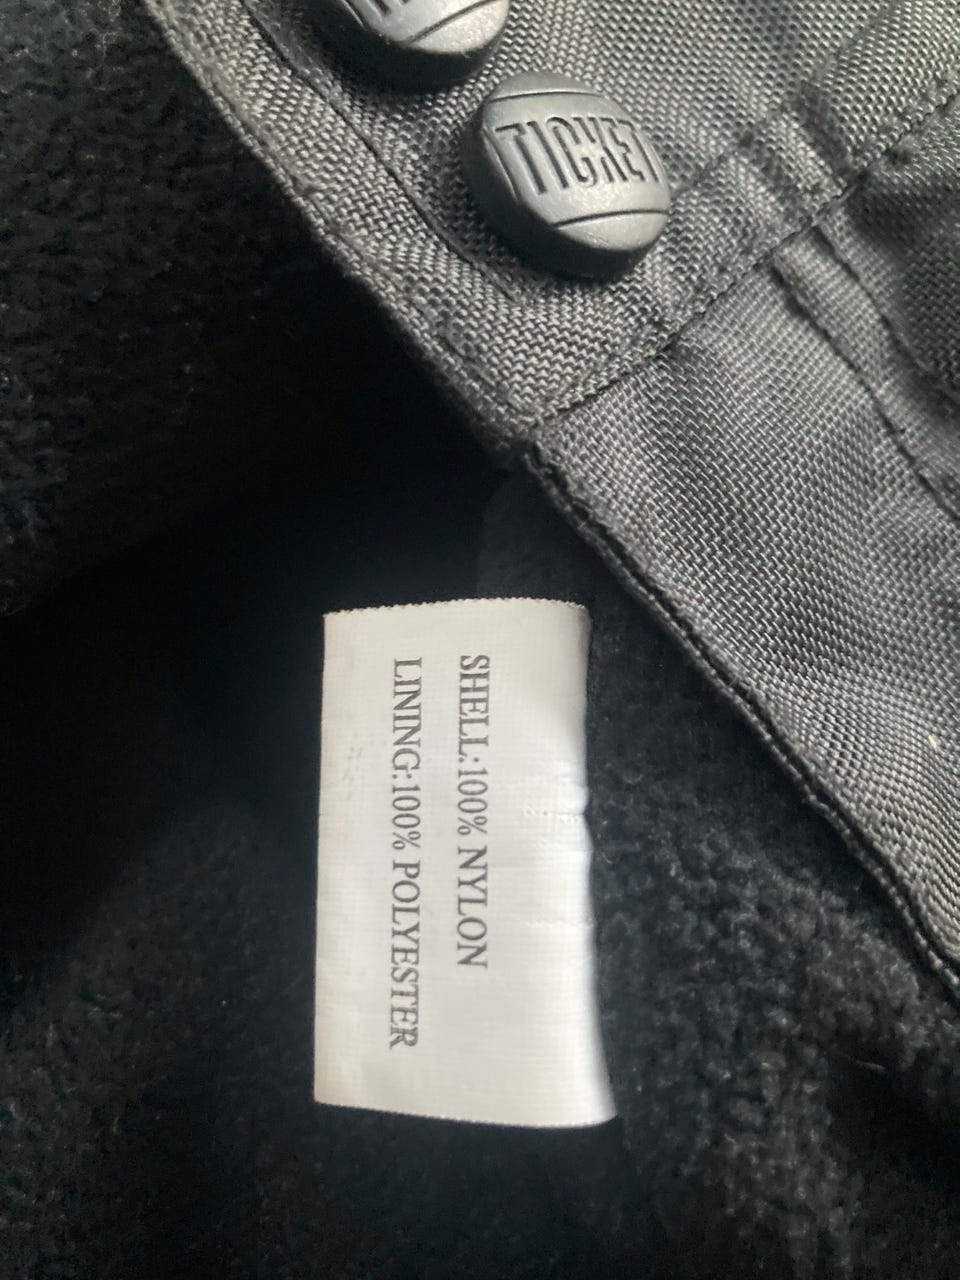 TICKET
SHELL:100% NYLON
LINING:100% POLYESTER